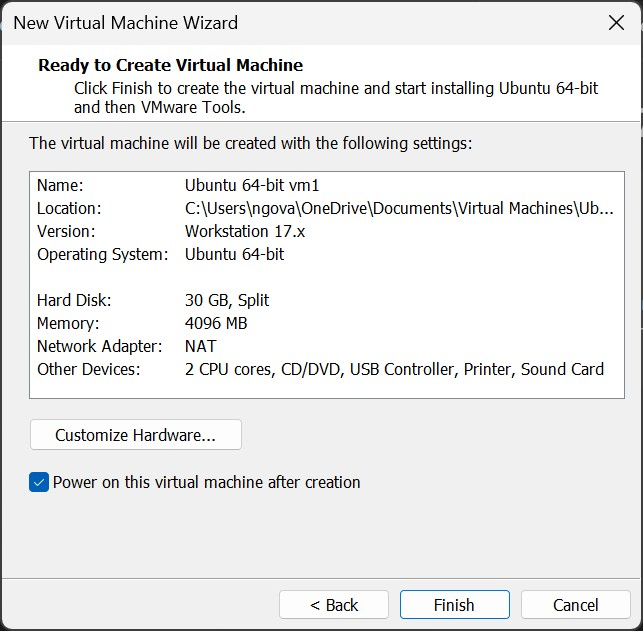 New Virtual Machine Wizard
Ready to Create Virtual Machine
Click Finish to create the virtual machine and start installing Ubuntu 64-bit
and then VMware Tools.
The virtual machine will be created with the following settings:
Name: Ubuntu 64-bit vm1
Location: C:\Users\ngova\OneDrive\Documents\Virtual Machines\Ub...
Version: Workstation 17.x
Operating System: Ubuntu 64-bit
Hard Disk: 30 GB, Split
Memory: 4096 MB
Network Adapter: NAT
Other Devices: 2 CPU cores, CD/DVD, USB Controller, Printer, Sound Card
Customize Hardware...
Power on this virtual machine after creation
< Back Finish Cancel